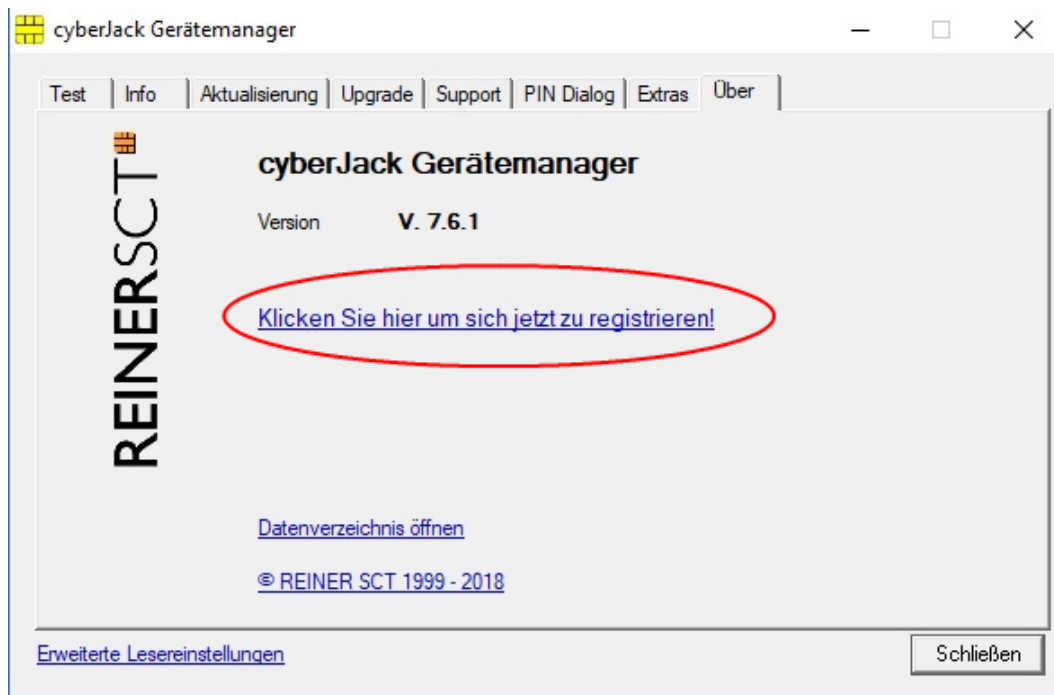 cyberJack Gerätemanager
Test Info Aktualisierung Upgrade Support PIN Dialog Extras Über
REINERSCT
cyberJack Gerätemanager
Version V. 7.6.1
Klicken Sie hier um sich jetzt zu registrieren!
Datenverzeichnis öffnen
© REINER SCT 1999 - 2018
Erweiterte Lesereinstellungen
Schließen